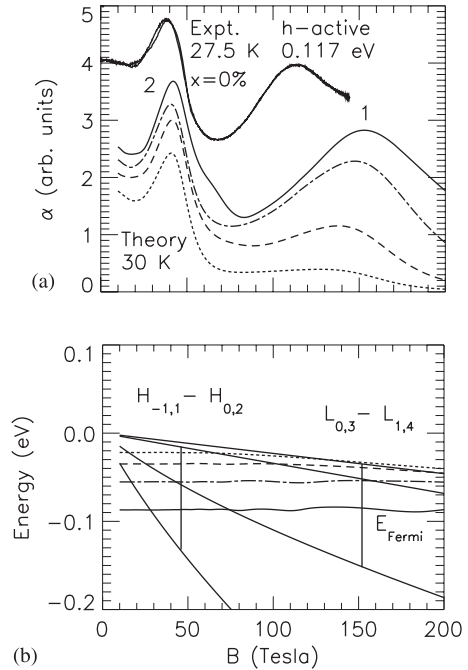 Expt. h-active
27.5 K 0.117 eV
x=0%
2
1
Theory
30 K
α (arb. units)
5
4
3
2
1
0
(a)
0.1
0.0
-0.1
-0.2
Energy (eV)
H-1,1 - H0,2
L0,3 - L1,4
EFermi
0 50 100 150 200
B (Tesla)
(b)